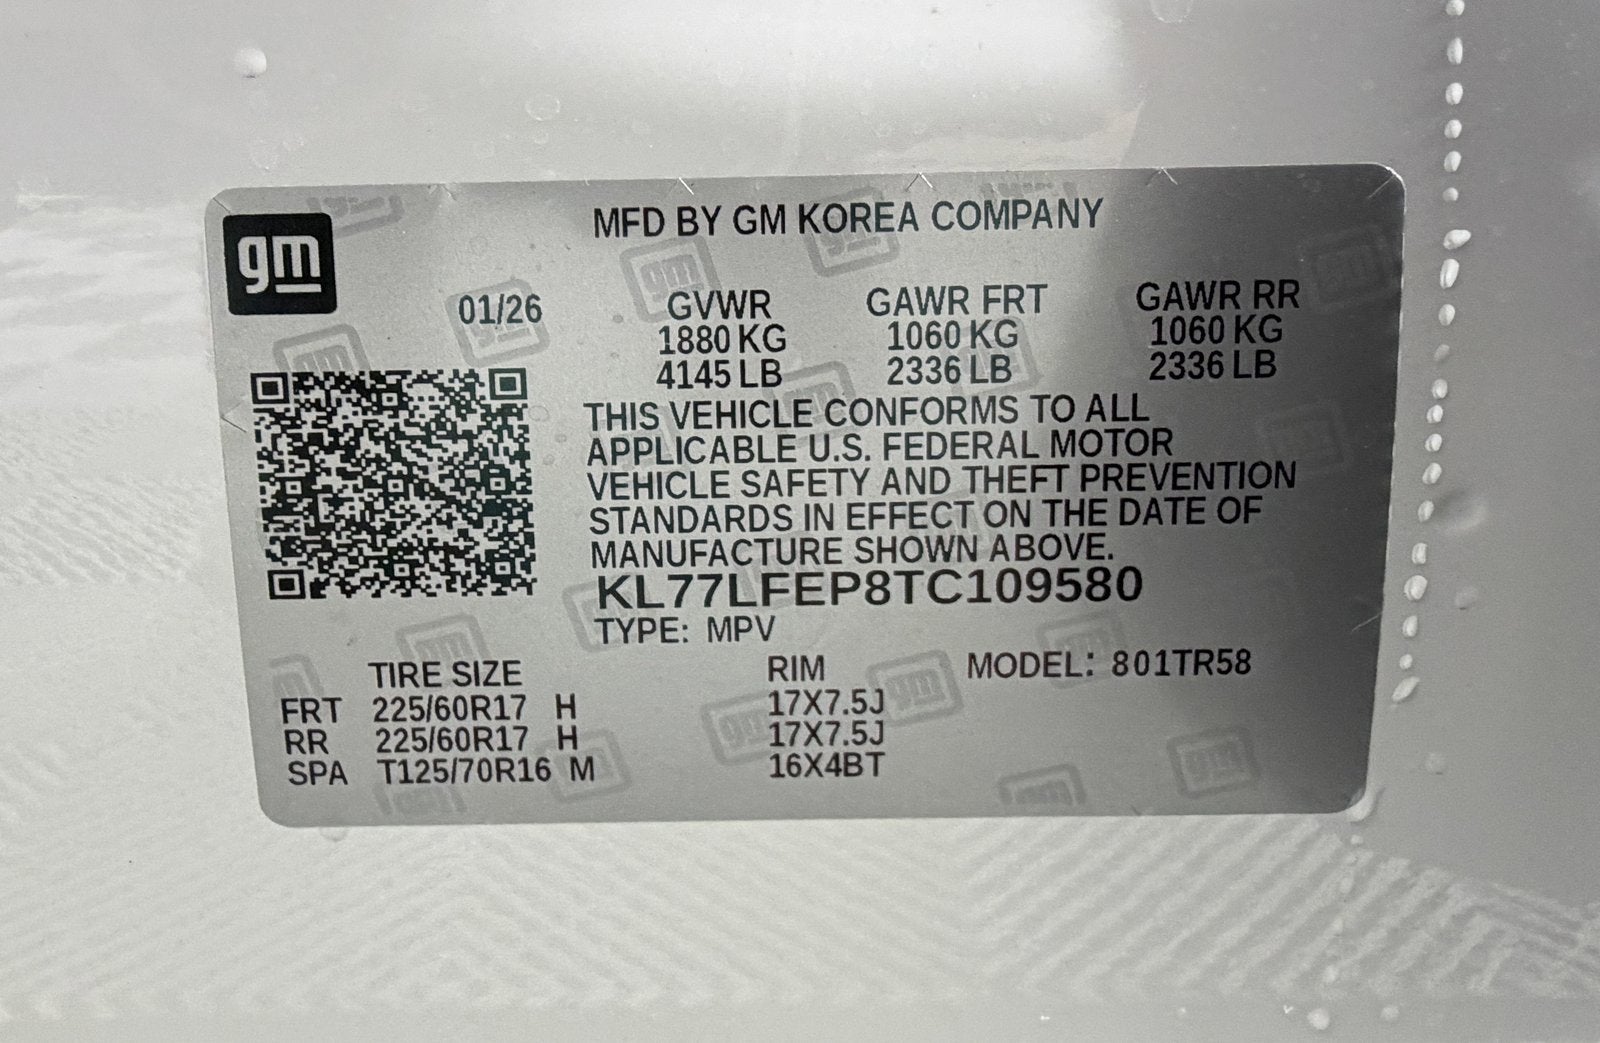 gm
MFD BY GM KOREA COMPANY
01/26 GVWR GAWR FRT GAWR RR
1880 KG 1060 KG 1060 KG
4145 LB 2336 LB 2336 LB
THIS VEHICLE CONFORMS TO ALL
APPLICABLE U.S. FEDERAL MOTOR
VEHICLE SAFETY AND THEFT PREVENTION
STANDARDS IN EFFECT ON THE DATE OF
MANUFACTURE SHOWN ABOVE.
KL77LFEP8TC109580
TYPE: MPV
TIRE SIZE RIM MODEL: 801TR58
FRT 225/60R17 H 17X7.5J
RR 225/60R17 H 17X7.5J
SPA T125/70R16 M 16X4BT